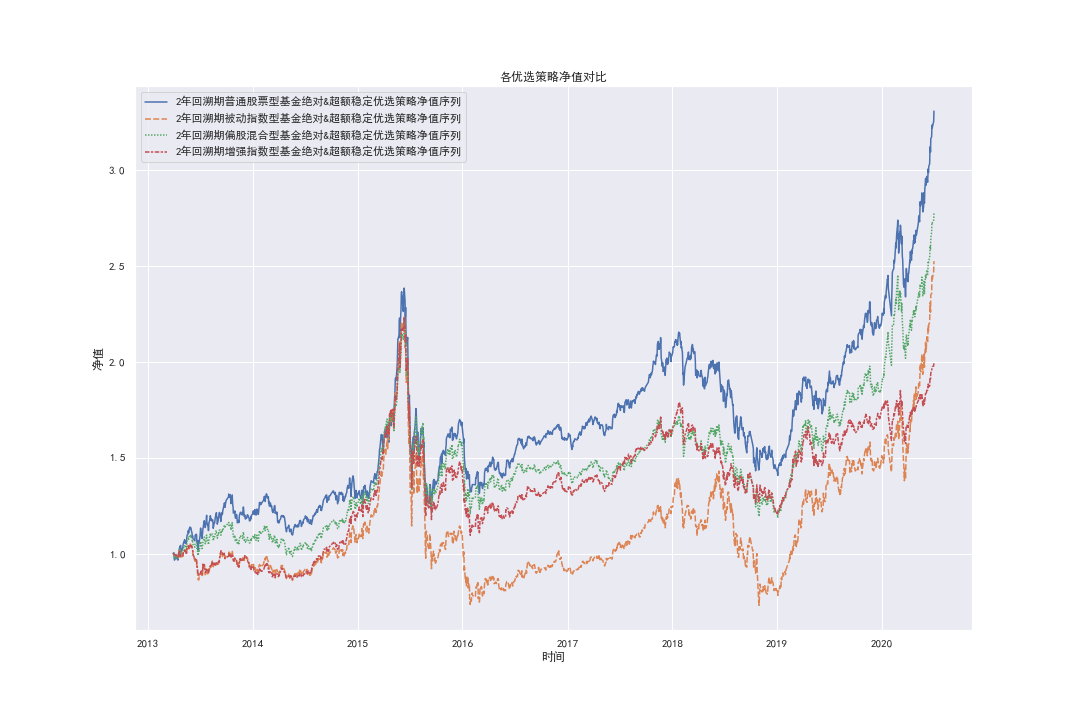 各优选策略净值对比
2年回溯期普通股票型基金绝对&超额稳定优选策略净值序列
2年回溯期被动指数型基金绝对&超额稳定优选策略净值序列
2年回溯期偏股混合型基金绝对&超额稳定优选策略净值序列
2年回溯期增强指数型基金绝对&超额稳定优选策略净值序列
净值
3.0
2.5
2.0
1.5
1.0
2013 2014 2015 2016 2017 2018 2019 2020
时间